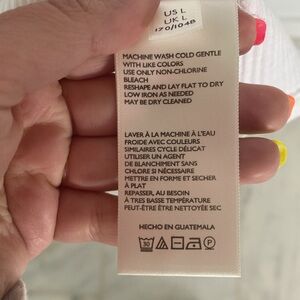 US L
UK L
170/104B
MACHINE WASH COLD GENTLE
WITH LIKE COLORS
USE ONLY NON-CHLORINE
BLEACH
RESHAPE AND LAY FLAT TO DRY
LOW IRON AS NEEDED
MAY BE DRY CLEANED
LAVER À LA MACHINE À L'EAU
FROIDE AVEC COULEURS
SIMILAIRES CYCLE DÉLICAT
UTILISER UN AGENT
DE BLANCHIMENT SANS
CHLORE SI NÉCESSAIRE
METTRE EN FORME ET SECHER
À PLAT
REPASSER, AU BESOIN
À TRES BASSE TEMPÉRATURE
PEUT-ÊTRE ÊTRE NETTOYÉE SEC
HECHO EN GUATEMALA
30
P